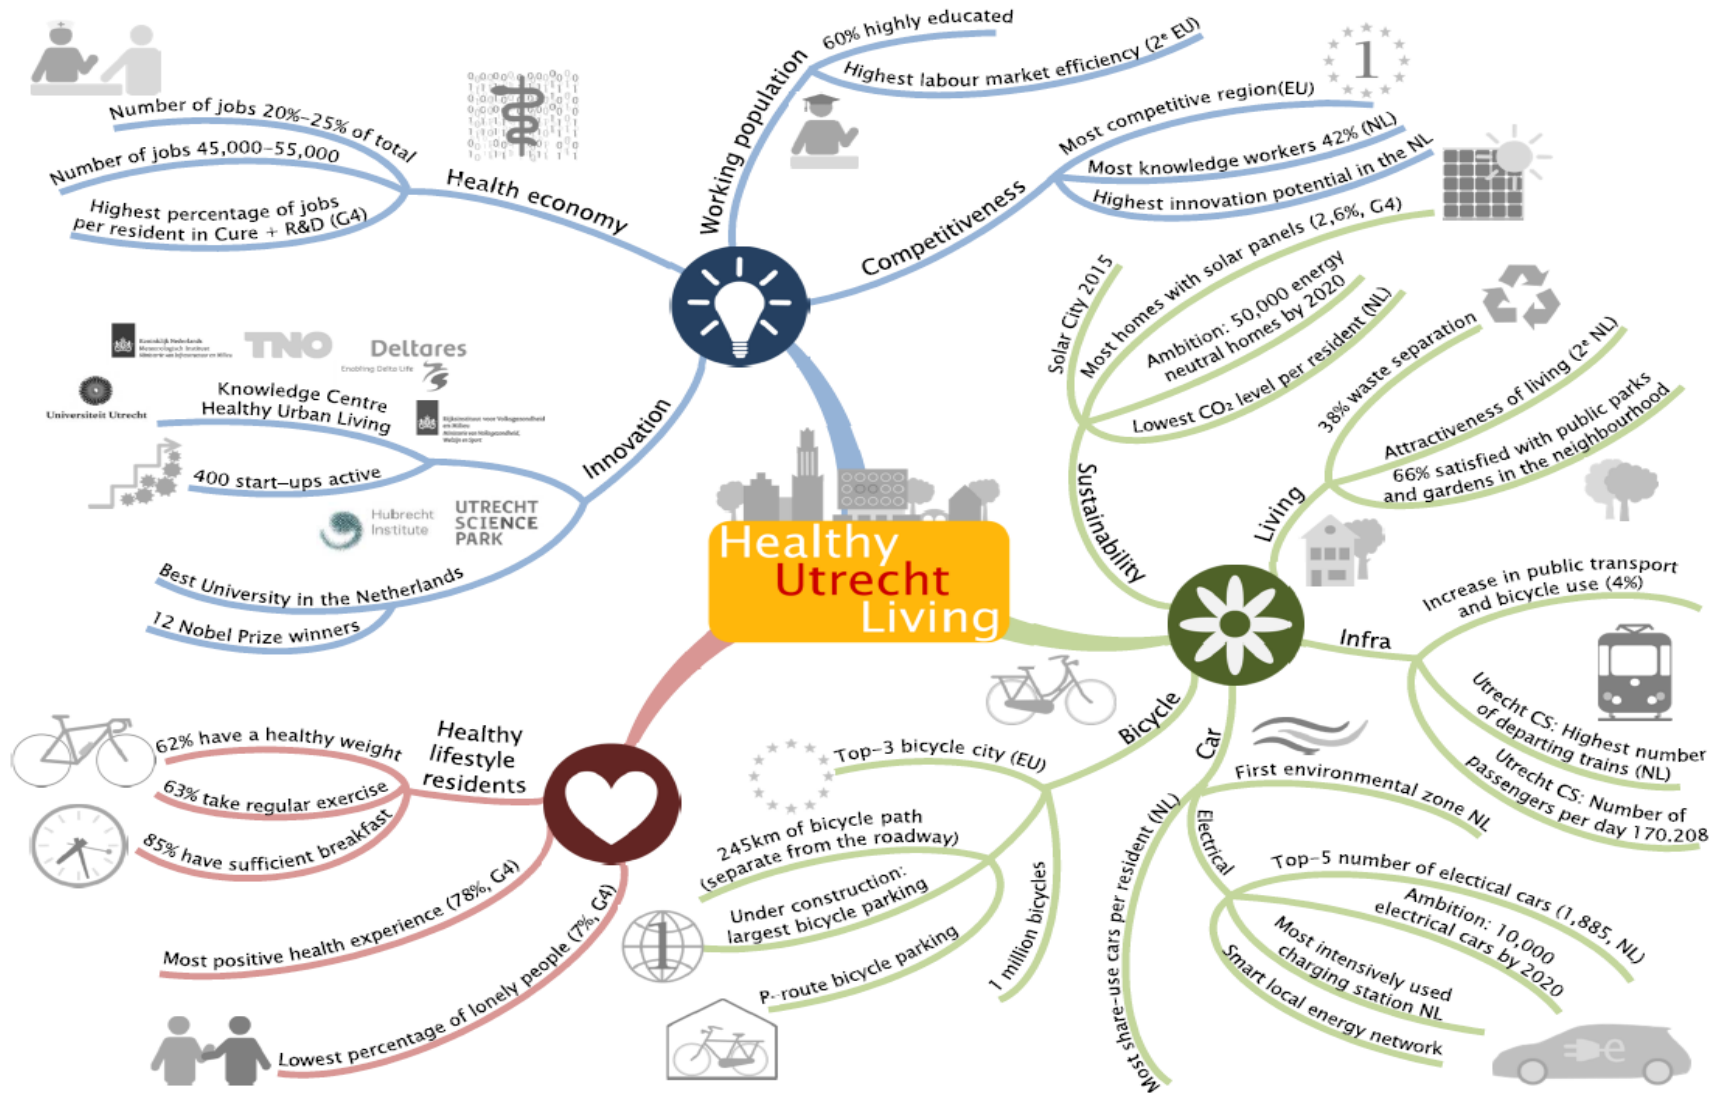 Healthy
Utrecht
Living
Health economy
Number of jobs 20%-25% of total
Number of jobs 45,000-55,000
Highest percentage of jobs
per resident in Cure + R&D (G4)
Working population
60% highly educated
Highest labour market efficiency (2e EU)
Competitiveness
1
Most competitive region(EU)
Most knowledge workers 42% (NL)
Highest innovation potential in the NL
Innovation
TNO
Deltares
Enabling Delta Life
Universiteit Utrecht
Knowledge Centre
Healthy Urban Living
400 start-ups active
Hubrecht
Institute
UTRECHT
SCIENCE
PARK
Best University in the Netherlands
12 Nobel Prize winners
Sustainability
Solar City 2015
Most homes with solar panels (2,6%, G4)
Ambition: 50,000 energy
neutral homes by 2020
Lowest CO₂ level per resident (NL)
Living
38% waste separation
Attractiveness of living (2e NL)
66% satisfied with public parks
and gardens in the neighbourhood
Infra
Increase in public transport
and bicycle use (4%)
Utrecht CS: Highest number
of departing trains (NL)
Utrecht CS: Number of
passengers per day 170.208
Car
First environmental zone NL
Most share-use cars per resident (NL)
Electrical
Top-5 number of electical cars (1,885, NL)
Ambition: 10,000
electrical cars by 2020
Most intensively used
charging station NL
Smart local energy network
e
Bicycle
Top-3 bicycle city (EU)
245km of bicycle path
(separate from the roadway)
Under construction:
largest bicycle parking
1
P-route bicycle parking
1 million bicycles
Healthy
lifestyle
residents
62% have a healthy weight
63% take regular exercise
85% have sufficient breakfast
Most positive health experience (78%, G4)
Lowest percentage of lonely people (7%, G4)